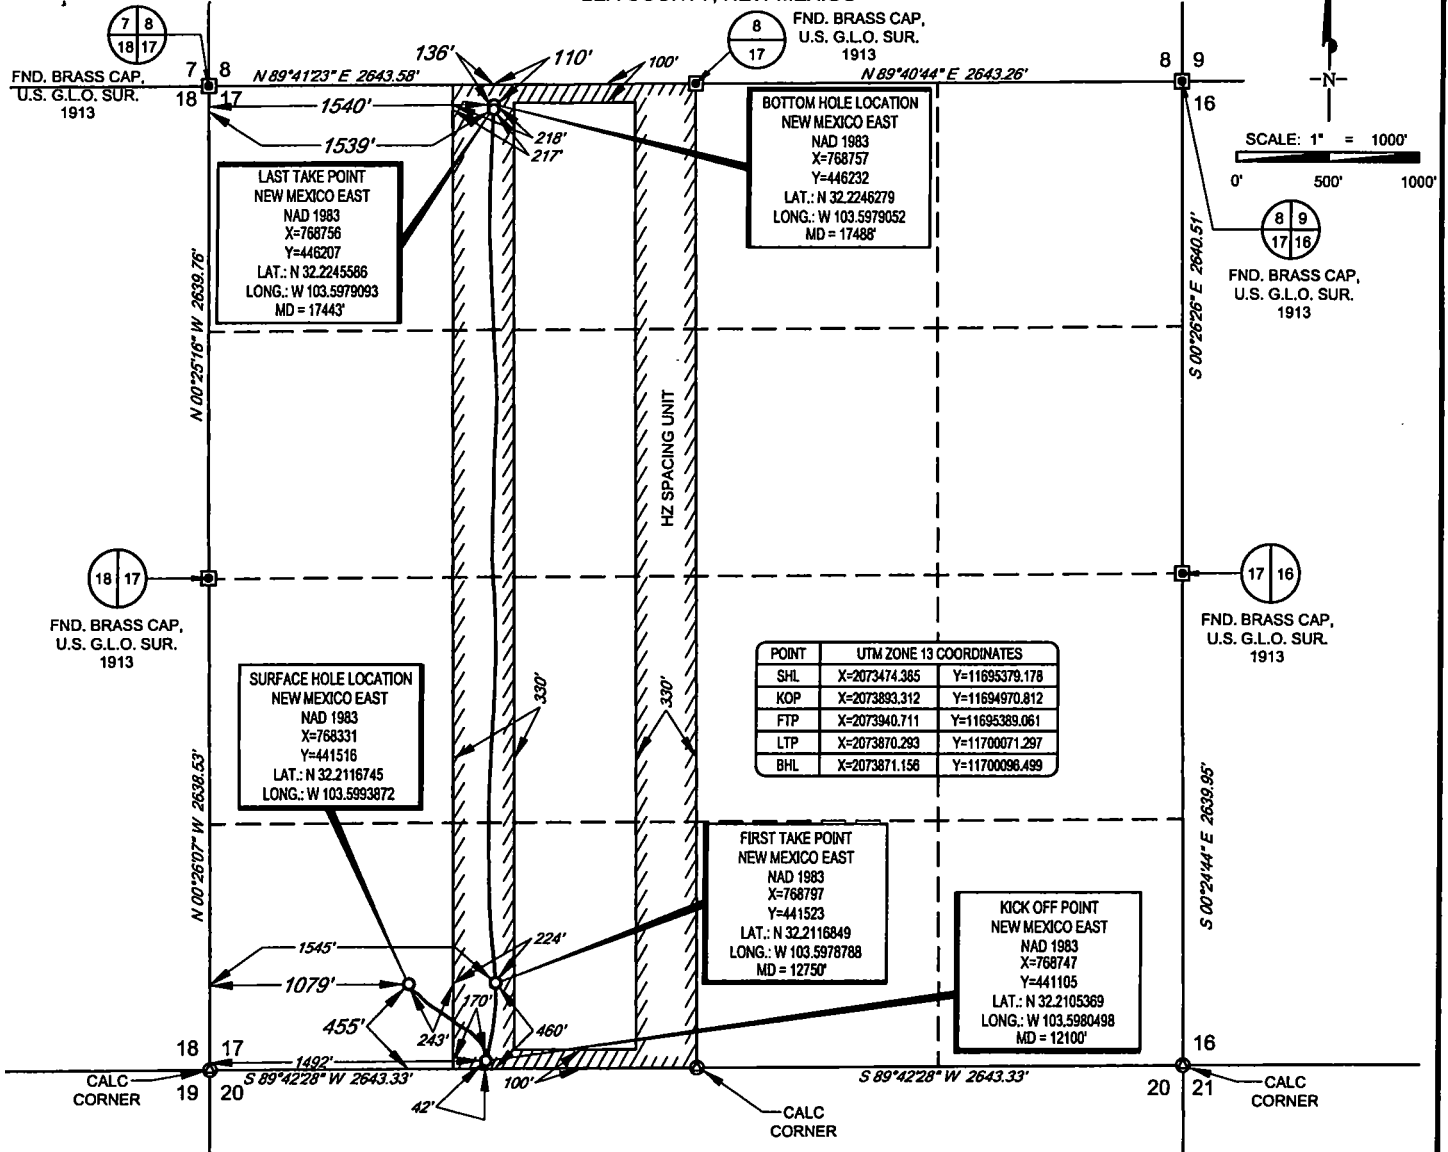 7 8
18 17
FND. BRASS CAP,
U.S. G.L.O. SUR.
1913
7 8
18 17
N 89°41'23" E 2643.58'
136'
110'
100'
8
17
FND. BRASS CAP,
U.S. G.L.O. SUR.
1913
N 89°40'44" E 2643.26'
8 9
16
N
SCALE: 1" = 1000'
0' 500' 1000'
8 9
17 16
FND. BRASS CAP,
U.S. G.L.O. SUR.
1913
1540'
1539'
218'
217'
LAST TAKE POINT
NEW MEXICO EAST
NAD 1983
X=768756
Y=446207
LAT.: N 32.2245586
LONG.: W 103.5979093
MD = 17443'
BOTTOM HOLE LOCATION
NEW MEXICO EAST
NAD 1983
X=768757
Y=446232
LAT.: N 32.2246279
LONG.: W 103.5979052
MD = 17488'
N 00°25'16" W 2639.76'
S 00°26'26" E 2640.51'
HZ SPACING UNIT
18 17
FND. BRASS CAP,
U.S. G.L.O. SUR.
1913
17 16
FND. BRASS CAP,
U.S. G.L.O. SUR.
1913
SURFACE HOLE LOCATION
NEW MEXICO EAST
NAD 1983
X=768331
Y=441516
LAT.: N 32.2116745
LONG.: W 103.5993872
330'
330'
POINT UTM ZONE 13 COORDINATES
SHL X=2073474.385 Y=11695379.178
KOP X=2073893.312 Y=11694970.812
FTP X=2073940.711 Y=11695389.061
LTP X=2073870.293 Y=11700071.297
BHL X=2073871.156 Y=11700096.499
N 00°26'07" W 2638.53'
S 00°24'44" E 2639.95'
FIRST TAKE POINT
NEW MEXICO EAST
NAD 1983
X=768797
Y=441523
LAT.: N 32.2116849
LONG.: W 103.5978788
MD = 12750'
KICK OFF POINT
NEW MEXICO EAST
NAD 1983
X=768747
Y=441105
LAT.: N 32.2105369
LONG.: W 103.5980498
MD = 12100'
1545'
224'
1079'
170'
455'
243'
460'
18 17
1492'
S 89°42'28" W 2643.33'
100'
42'
19 20
CALC
CORNER
CALC
CORNER
S 89°42'28" W 2643.33'
16
20 21
CALC
CORNER